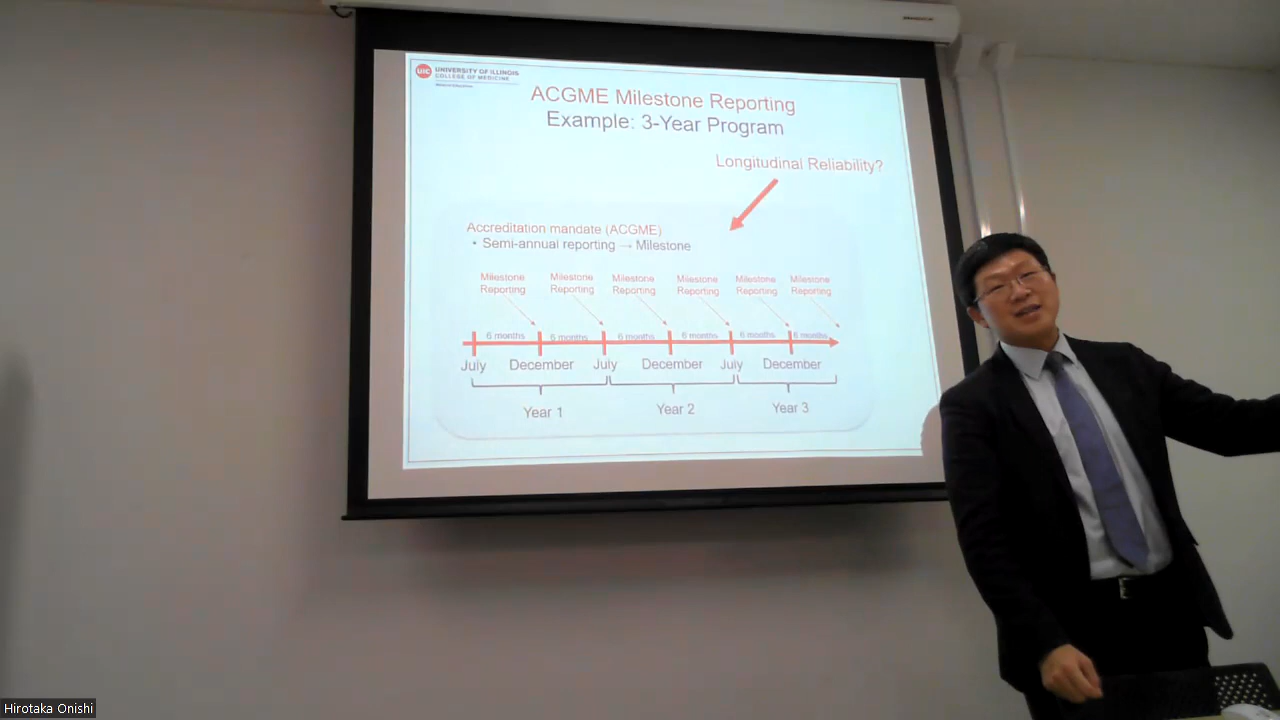 UIC
UNIVERSITY OF ILLINOIS
COLLEGE OF MEDICINE
ACGME Milestone Reporting
Example: 3-Year Program
Longitudinal Reliability?
Accreditation mandate (ACGME)
• Semi-annual reporting → Milestone
Milestone Milestone Milestone Milestone Milestone Milestone
Reporting Reporting Reporting Reporting Reporting Reporting
6 months 6 months 6 months 6 months 6 months 6 months
July December July December July December
Year 1 Year 2 Year 3
Hirotaka Onishi